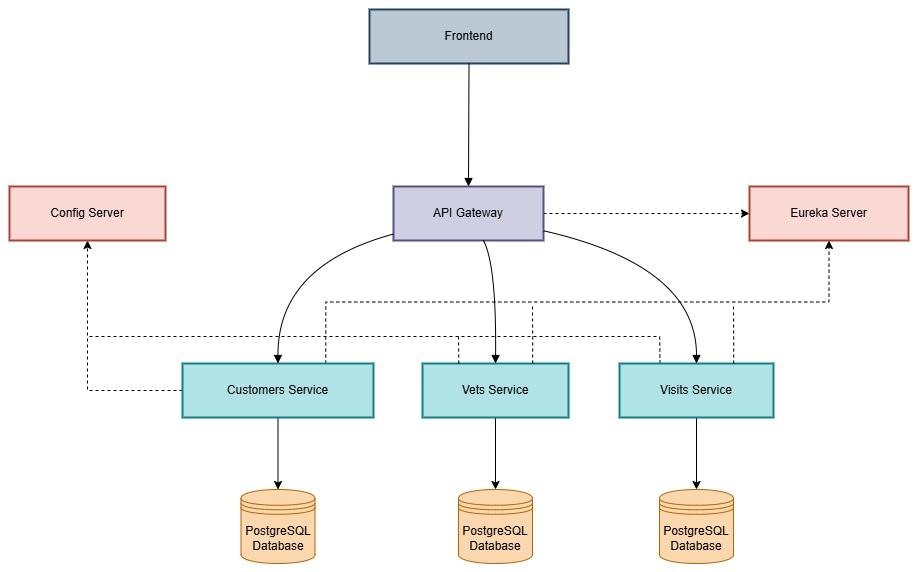 Frontend
Config Server
API Gateway
Eureka Server
Customers Service
Vets Service
Visits Service
PostgreSQL
Database
PostgreSQL
Database
PostgreSQL
Database